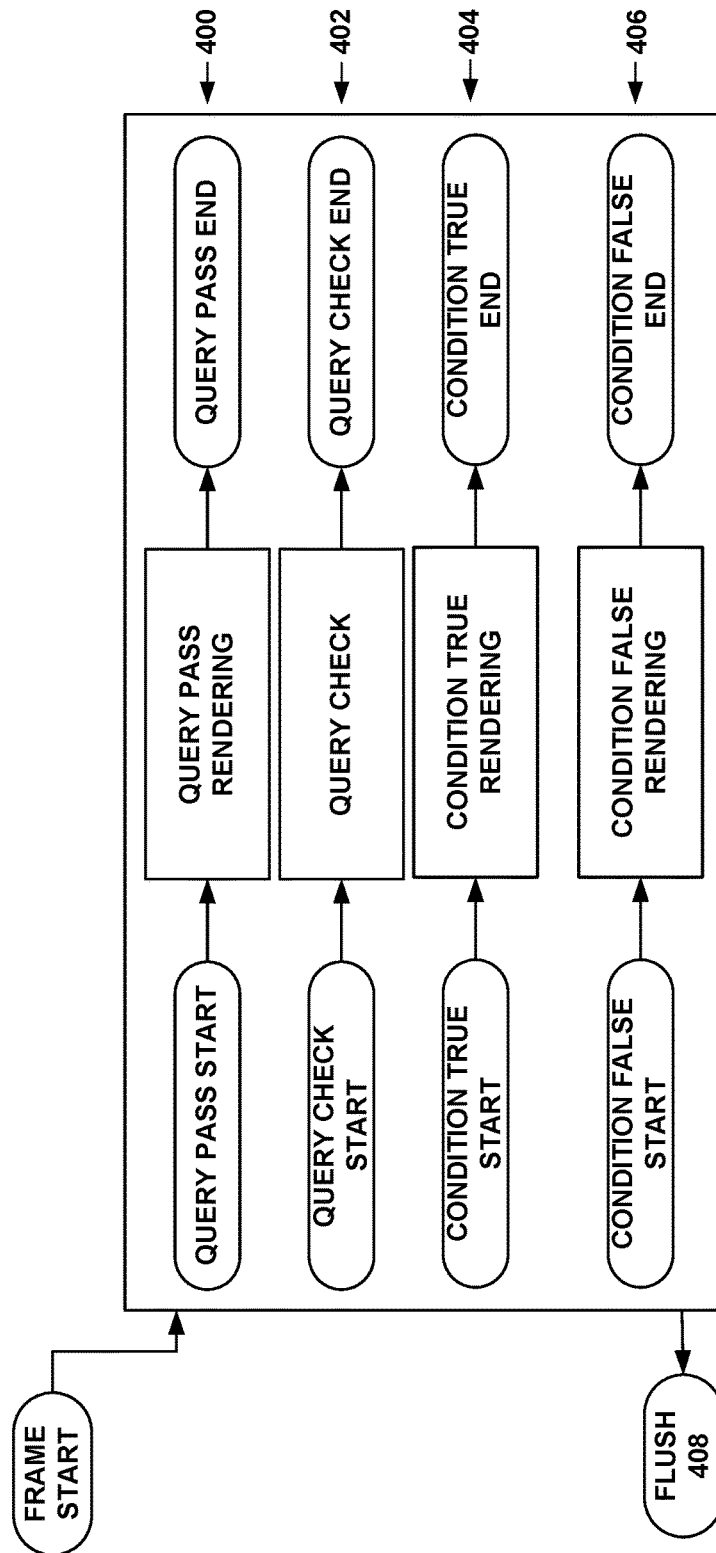 FRAME
START
QUERY PASS START
QUERY PASS
RENDERING
QUERY PASS END
400
QUERY CHECK
START
QUERY CHECK
QUERY CHECK END
402
CONDITION TRUE
START
CONDITION TRUE
RENDERING
CONDITION TRUE
END
404
CONDITION FALSE
START
CONDITION FALSE
RENDERING
CONDITION FALSE
END
406
FLUSH
408